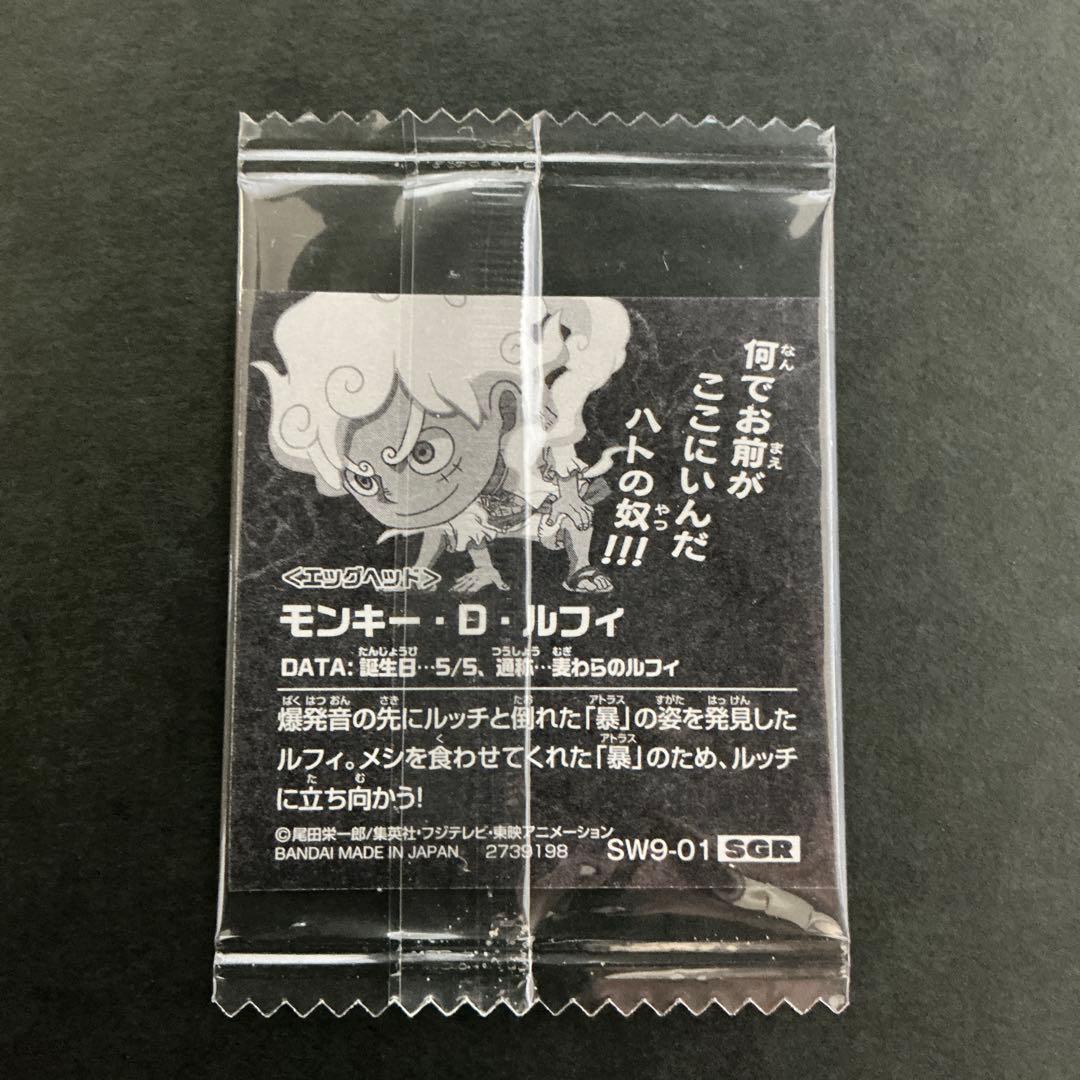 何でお前が
ここにいんだ
ハトの奴!!!
<エッグヘッド>
モンキー・D・ルフィ
DATA: 誕生日…5/5、通称…麦わらのルフィ
爆発音の先にルッチと倒れた「暴」の姿を発見した
ルフィ。メシを食わせてくれた「暴」のため、ルッチ
に立ち向かう!
©尾田栄一郎/集英社・フジテレビ・東映アニメーション
BANDAI MADE IN JAPAN 2739198 SW9-01 SGR